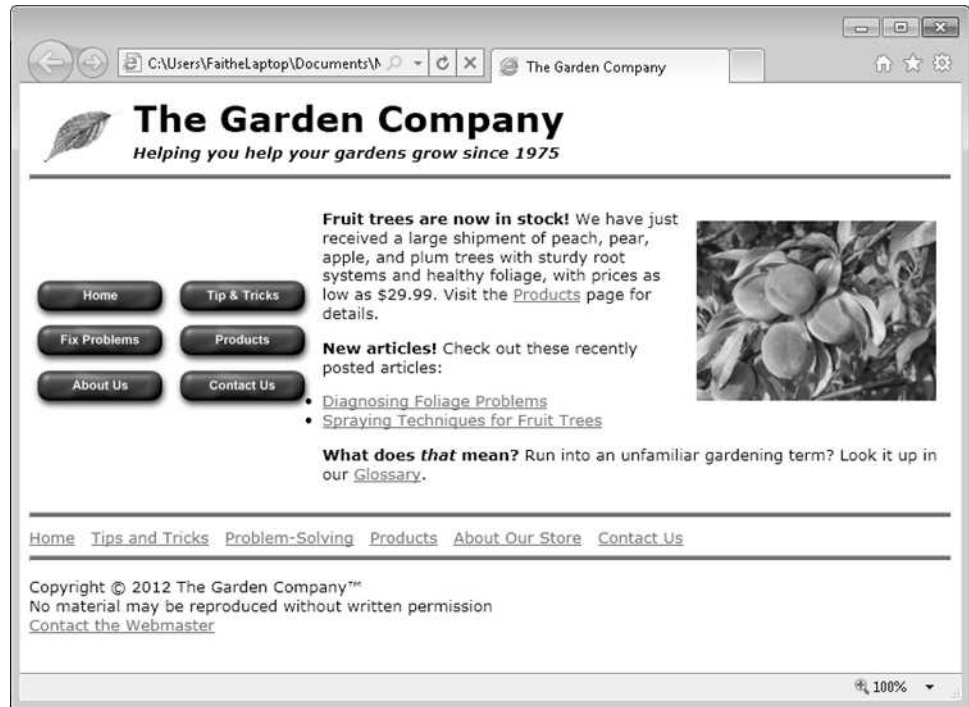 C:\Users\FaitheLaptop\Documents\M
The Garden Company
The Garden Company
Helping you help your gardens grow since 1975
Home
Tip & Tricks
Fix Problems
Products
About Us
Contact Us
Fruit trees are now in stock! We have just
received a large shipment of peach, pear,
apple, and plum trees with sturdy root
systems and healthy foliage, with prices as
low as $29.99. Visit the Products page for
details.
New articles! Check out these recently
posted articles:
• Diagnosing Foliage Problems
• Spraying Techniques for Fruit Trees
What does that mean? Run into an unfamiliar gardening term? Look it up in
our Glossary.
Home Tips and Tricks Problem-Solving Products About Our Store Contact Us
Copyright © 2012 The Garden Company™
No material may be reproduced without written permission
Contact the Webmaster
100%